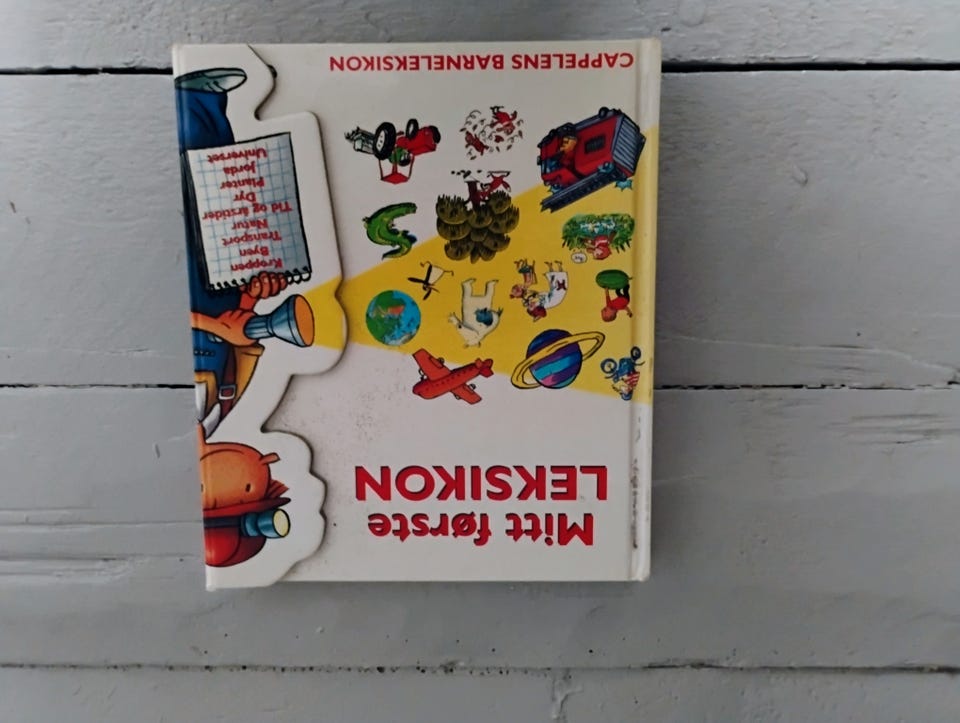 Mitt første
LEKSIKON
Kroppen
Byen
Transport
Natur
Tid og årstider
Dyr
Planter
Jorda
Universet
CAPPELENS BARNELEKSIKON